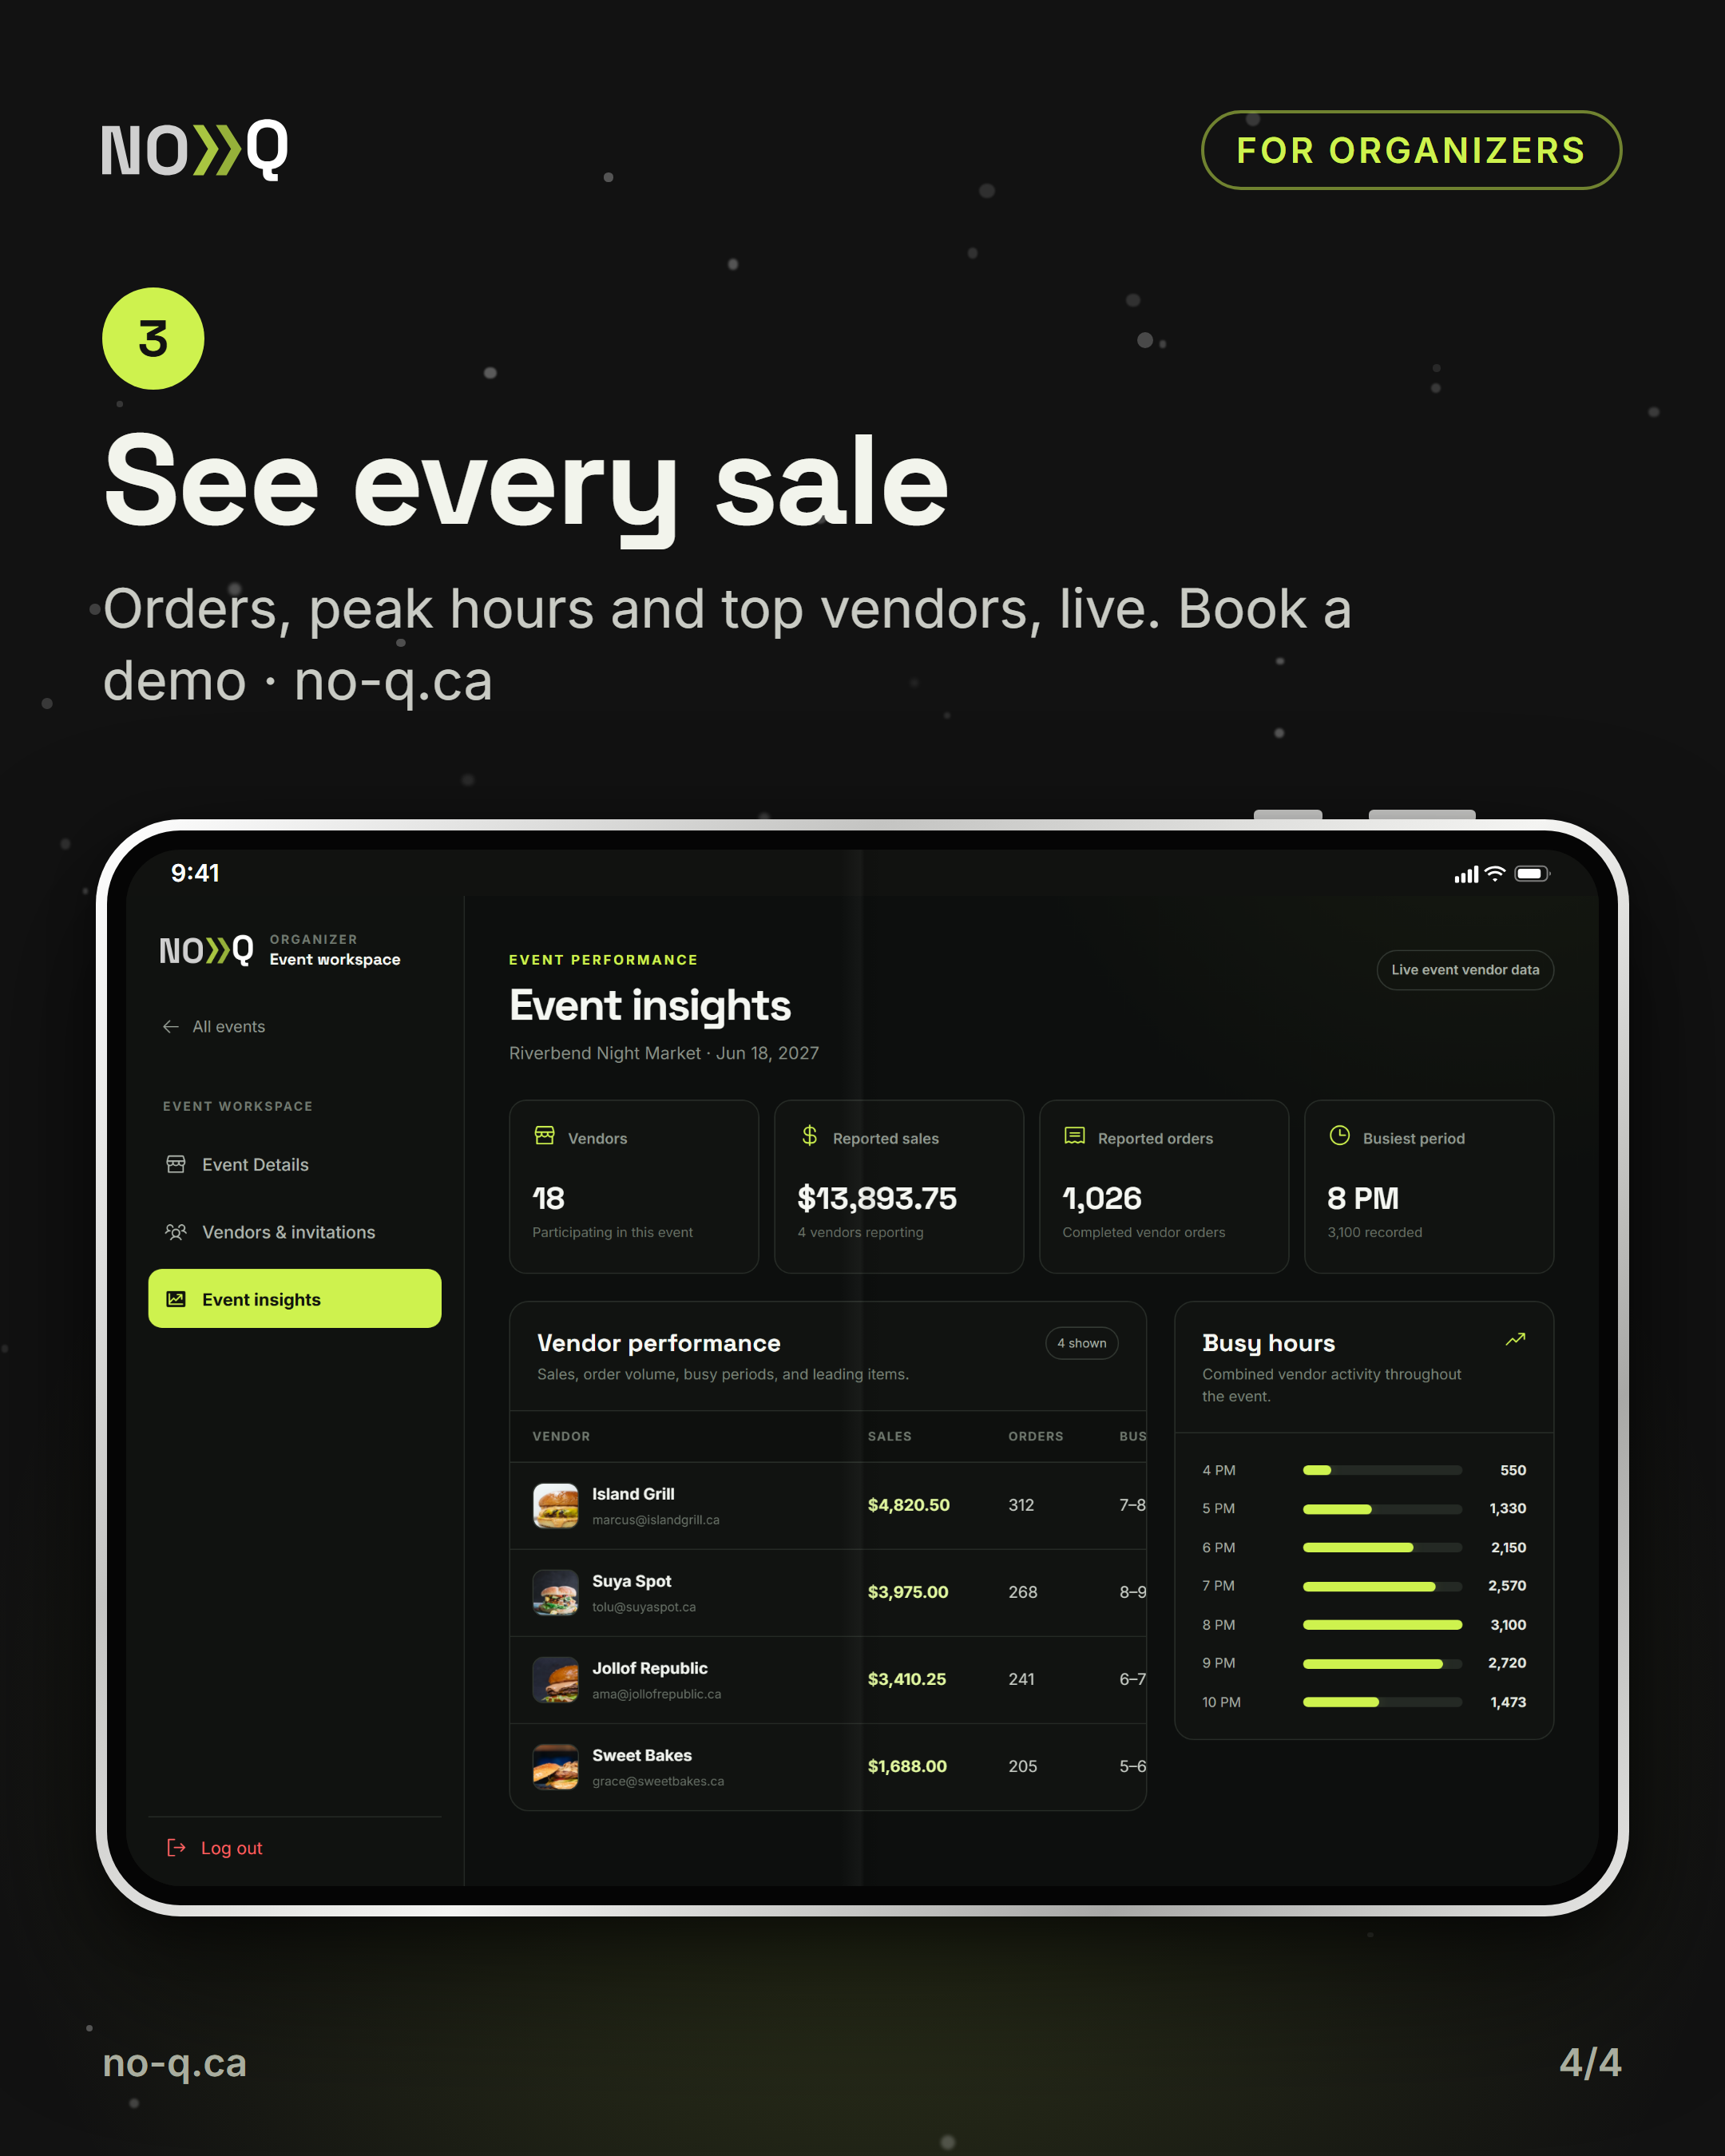 NO»Q
FOR ORGANIZERS
3
See every sale
Orders, peak hours and top vendors, live. Book a
demo · no-q.ca
9:41
NO»Q
ORGANIZER
Event workspace
All events
EVENT WORKSPACE
Event Details
Vendors & invitations
Event insights
Log out
EVENT PERFORMANCE
Event insights
Riverbend Night Market · Jun 18, 2027
Live event vendor data
Vendors
18
Participating in this event
Reported sales
$13,893.75
4 vendors reporting
Reported orders
1,026
Completed vendor orders
Busiest period
8 PM
3,100 recorded
Vendor performance
4 shown
Sales, order volume, busy periods, and leading items.
VENDOR SALES ORDERS BUS
Island Grill
marcus@islandgrill.ca
$4,820.50 312 7–8
Suya Spot
tolu@suyaspot.ca
$3,975.00 268 8–9
Jollof Republic
ama@jollofrepublic.ca
$3,410.25 241 6–7
Sweet Bakes
grace@sweetbakes.ca
$1,688.00 205 5–6
Busy hours
Combined vendor activity throughout
the event.
4 PM 550
5 PM 1,330
6 PM 2,150
7 PM 2,570
8 PM 3,100
9 PM 2,720
10 PM 1,473
no-q.ca
4/4